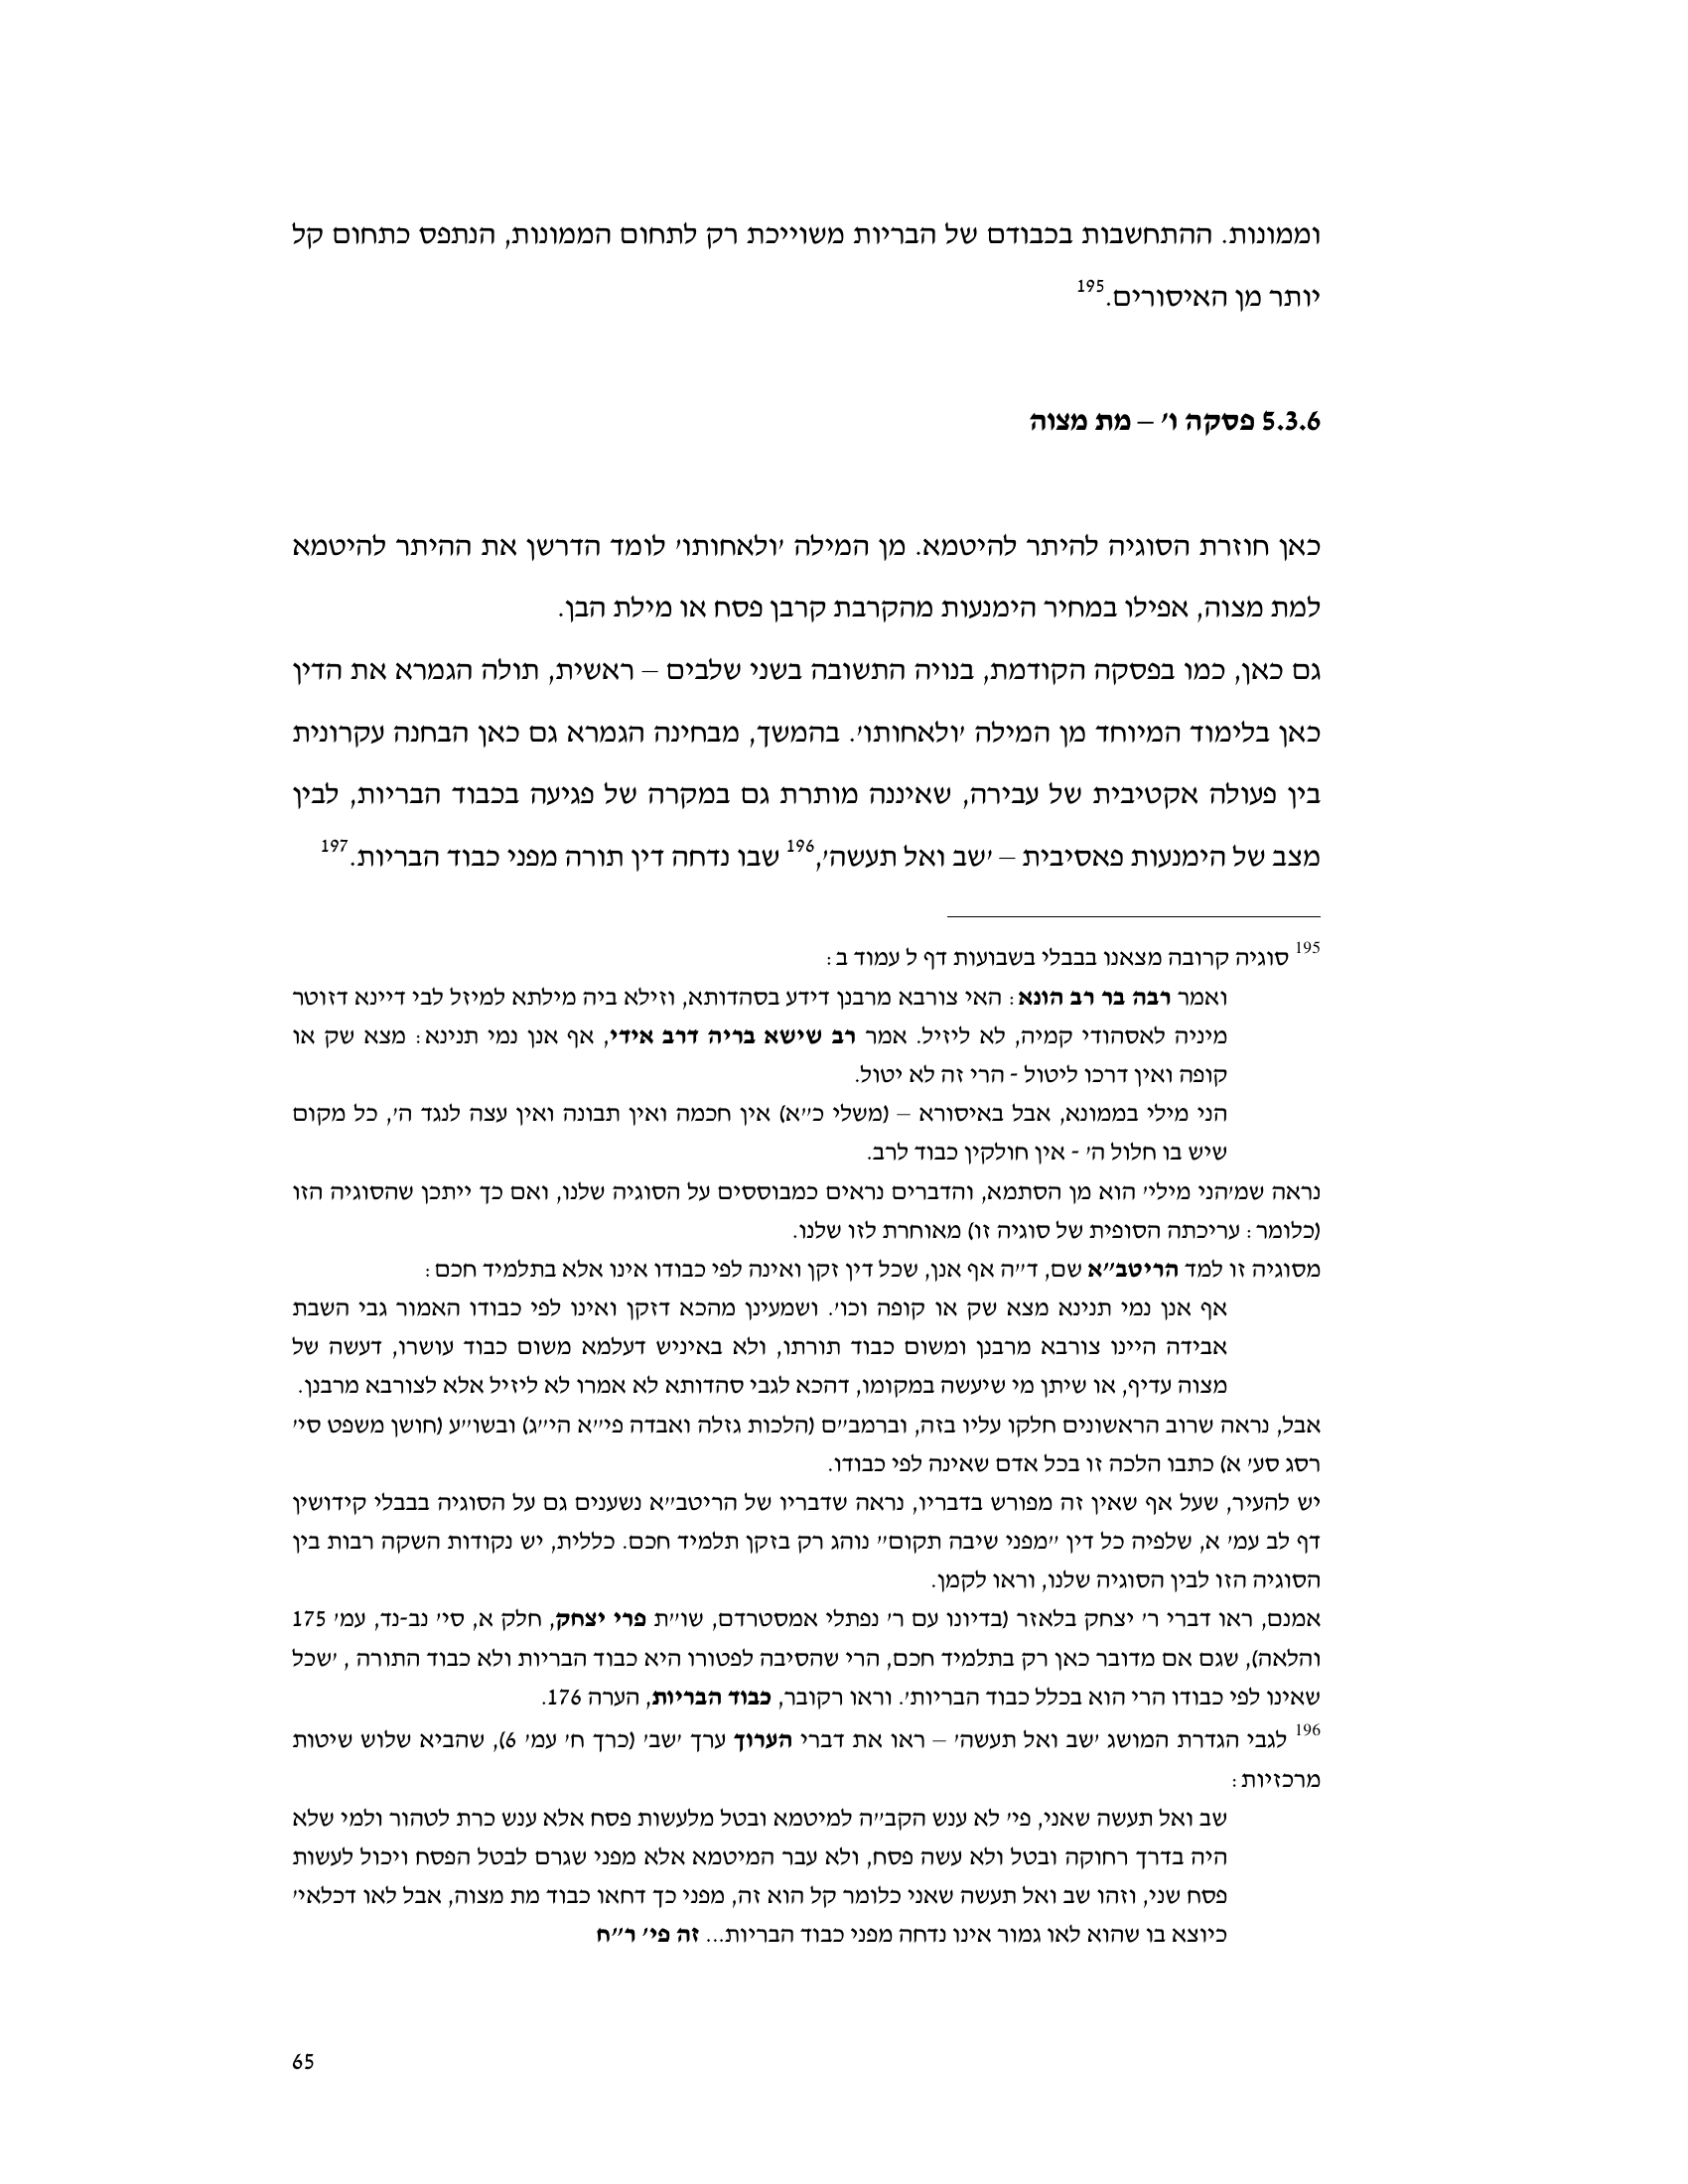 וממונות. ההתחשבות בכבודם של הבריות משוייכת רק לתחום הממונות, הנתפס כתחום קל
יותר מן האיסורים.195
5.3.6 פסקה ו' – מת מצוה
כאן חוזרת הסוגיה להיתר להיטמא. מן המילה 'ולאחותו' לומד הדרשן את ההיתר להיטמא
למת מצוה, אפילו במחיר הימנעות מהקרבת קרבן פסח או מילת הבן.
גם כאן, כמו בפסקה הקודמת, בנויה התשובה בשני שלבים – ראשית, תולה הגמרא את הדין
כאן בלימוד המיוחד מן המילה 'ולאחותו'. בהמשך, מבחינה הגמרא גם כאן הבחנה עקרונית
בין פעולה אקטיבית של עבירה, שאיננה מותרת גם במקרה של פגיעה בכבוד הבריות, לבין
מצב של הימנעות פאסיבית – 'שב ואל תעשה',196 שבו נדחה דין תורה מפני כבוד הבריות.197
195 סוגיה קרובה מצאנו בבבלי בשבועות דף ל עמוד ב:
ואמר רבה בר רב הונא: האי צורבא מרבנן דידע בסהדותא, וזילא ביה מילתא למיזל לבי דיינא דזוטר
מיניה לאסהודי קמיה, לא ליזיל. אמר רב שישא בריה דרב אידי, אף אנן נמי תנינא: מצא שק או
קופה ואין דרכו ליטול - הרי זה לא יטול.
הני מילי בממונא, אבל באיסורא – (משלי כ"א) אין חכמה ואין תבונה ואין עצה לנגד ה', כל מקום
שיש בו חלול ה' - אין חולקין כבוד לרב.
נראה שמ'הני מילי' הוא מן הסתמא, והדברים נראים כמבוססים על הסוגיה שלנו, ואם כך ייתכן שהסוגיה הזו
(כלומר: עריכתה הסופית של סוגיה זו) מאוחרת לזו שלנו.
מסוגיה זו למד הריטב"א שם, ד"ה אף אנן, שכל דין זקן ואינה לפי כבודו אינו אלא בתלמיד חכם:
אף אנן נמי תנינא מצא שק או קופה וכו'. ושמעינן מהכא דזקן ואינו לפי כבודו האמור גבי השבת
אבידה היינו צורבא מרבנן ומשום כבוד תורתו, ולא באיניש דעלמא משום כבוד עושרו, דעשה של
מצוה עדיף, או שיתן מי שיעשה במקומו, דהכא לגבי סהדותא לא אמרו לא ליזיל אלא לצורבא מרבנן.
אבל, נראה שרוב הראשונים חלקו עליו בזה, וברמב"ם (הלכות גזלה ואבדה פי"א הי"ג) ובשו"ע (חושן משפט סי'
רסג סע' א) כתבו הלכה זו בכל אדם שאינה לפי כבודו.
יש להעיר, שעל אף שאין זה מפורש בדבריו, נראה שדבריו של הריטב"א נשענים גם על הסוגיה בבבלי קידושין
דף לב עמ' א, שלפיה כל דין "מפני שיבה תקום" נוהג רק בזקן תלמיד חכם. כללית, יש נקודות השקה רבות בין
הסוגיה הזו לבין הסוגיה שלנו, וראו לקמן.
אמנם, ראו דברי ר' יצחק בלאזר (בדיונו עם ר' נפתלי אמסטרדם, שו"ת פרי יצחק, חלק א, סי' נב-נד, עמ' 175
והלאה), שגם אם מדובר כאן רק בתלמיד חכם, הרי שהסיבה לפטורו היא כבוד הבריות ולא כבוד התורה , 'שכל
שאינו לפי כבודו הרי הוא בכלל כבוד הבריות'. וראו רקובר, כבוד הבריות, הערה 176.
196 לגבי הגדרת המושג 'שב ואל תעשה' – ראו את דברי הערוך ערך 'שב' (כרך ח' עמ' 6), שהביא שלוש שיטות
מרכזיות:
שב ואל תעשה שאני, פי' לא ענש הקב"ה למיטמא ובטל מלעשות פסח אלא ענש כרת לטהור ולמי שלא
היה בדרך רחוקה ובטל ולא עשה פסח, ולא עבר המיטמא אלא מפני שגרם לבטל הפסח ויכול לעשות
פסח שני, וזהו שב ואל תעשה שאני כלומר קל הוא זה, מפני כך דחאו כבוד מת מצוה, אבל לאו דכלאי'
כיוצא בו שהוא לאו גמור אינו נדחה מפני כבוד הבריות... זה פי' ר"ח
65